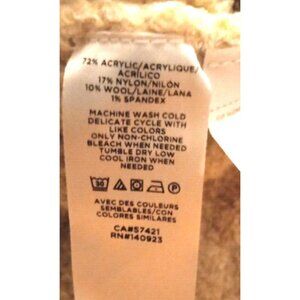 72% ACRYLIC/ACRYLIQUE/
ACRÍLICO
17% NYLON/NILÓN
10% WOOL/LAINE/LANA
1% SPANDEX
MACHINE WASH COLD
DELICATE CYCLE WITH
LIKE COLORS
ONLY NON-CHLORINE
BLEACH WHEN NEEDED
TUMBLE DRY LOW
COOL IRON WHEN
NEEDED
30 P
AVEC DES COULEURS
SEMBLABLES/CON
COLORES SIMILARES
CA#57421
RN#140923